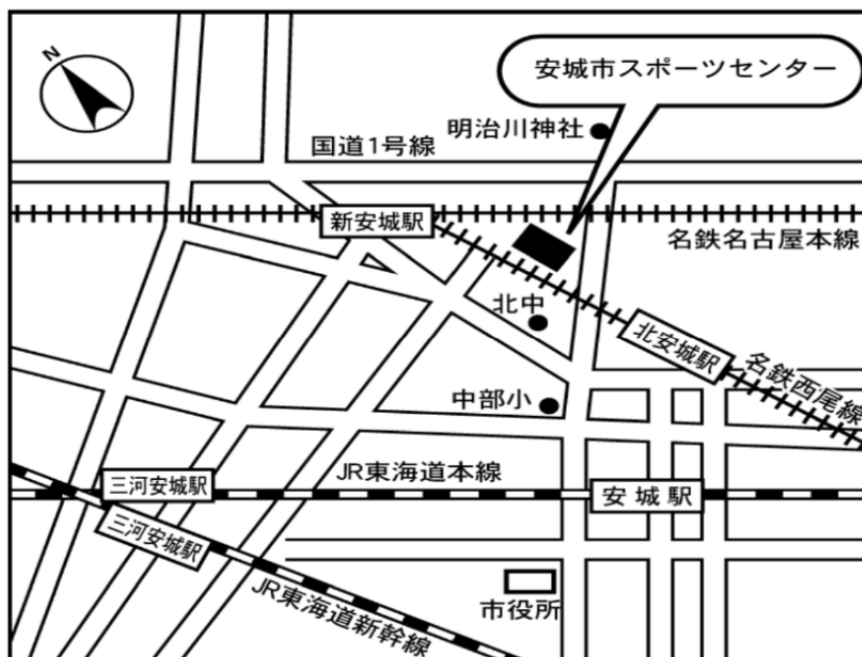 N
安城市スポーツセンター
明治川神社
国道1号線
新安城駅
名鉄名古屋本線
北中
北安城駅
名鉄西尾線
中部小
JR東海道本線
三河安城駅
安城駅
三河安城駅
JR東海道新幹線
市役所